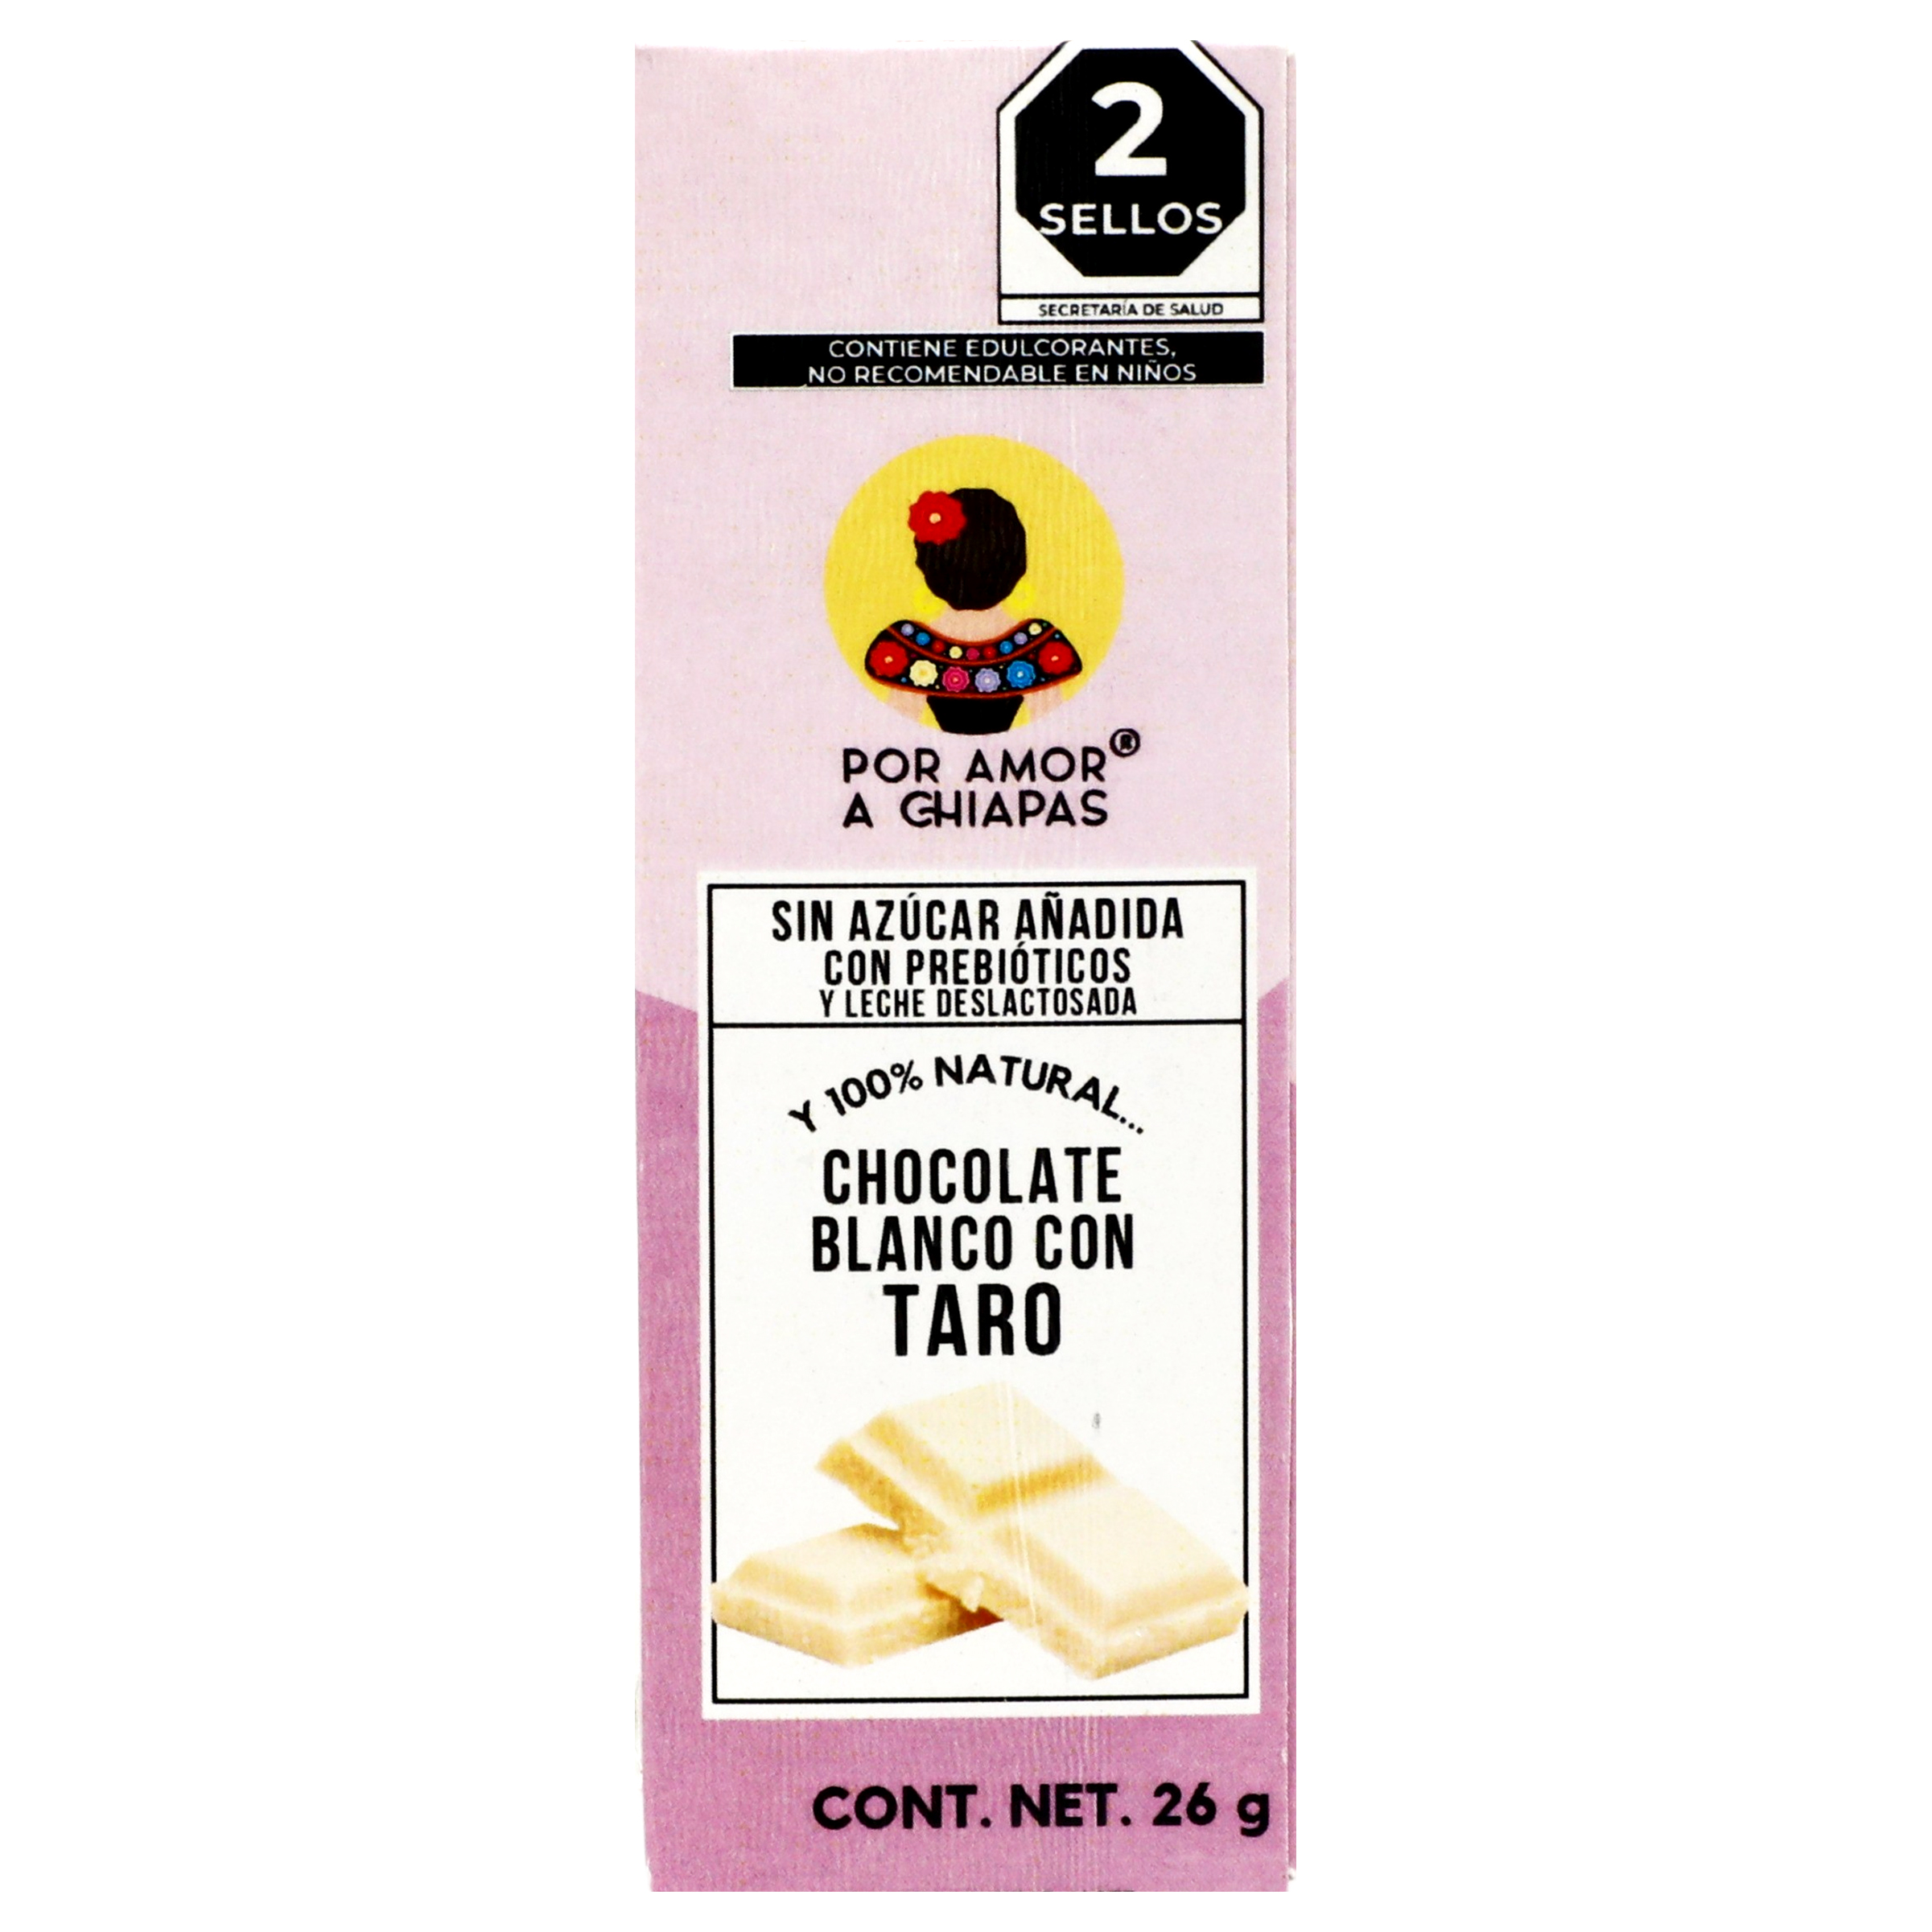 2
SELLOS
SECRETARÍA DE SALUD
CONTIENE EDULCORANTES,
NO RECOMENDABLE EN NIÑOS
POR AMOR®
A CHIAPAS
SIN AZÚCAR AÑADIDA
CON PREBIÓTICOS
Y LECHE DESLACTOSADA
Y 100% NATURAL...
CHOCOLATE
BLANCO CON
TARO
CONT. NET. 26 g